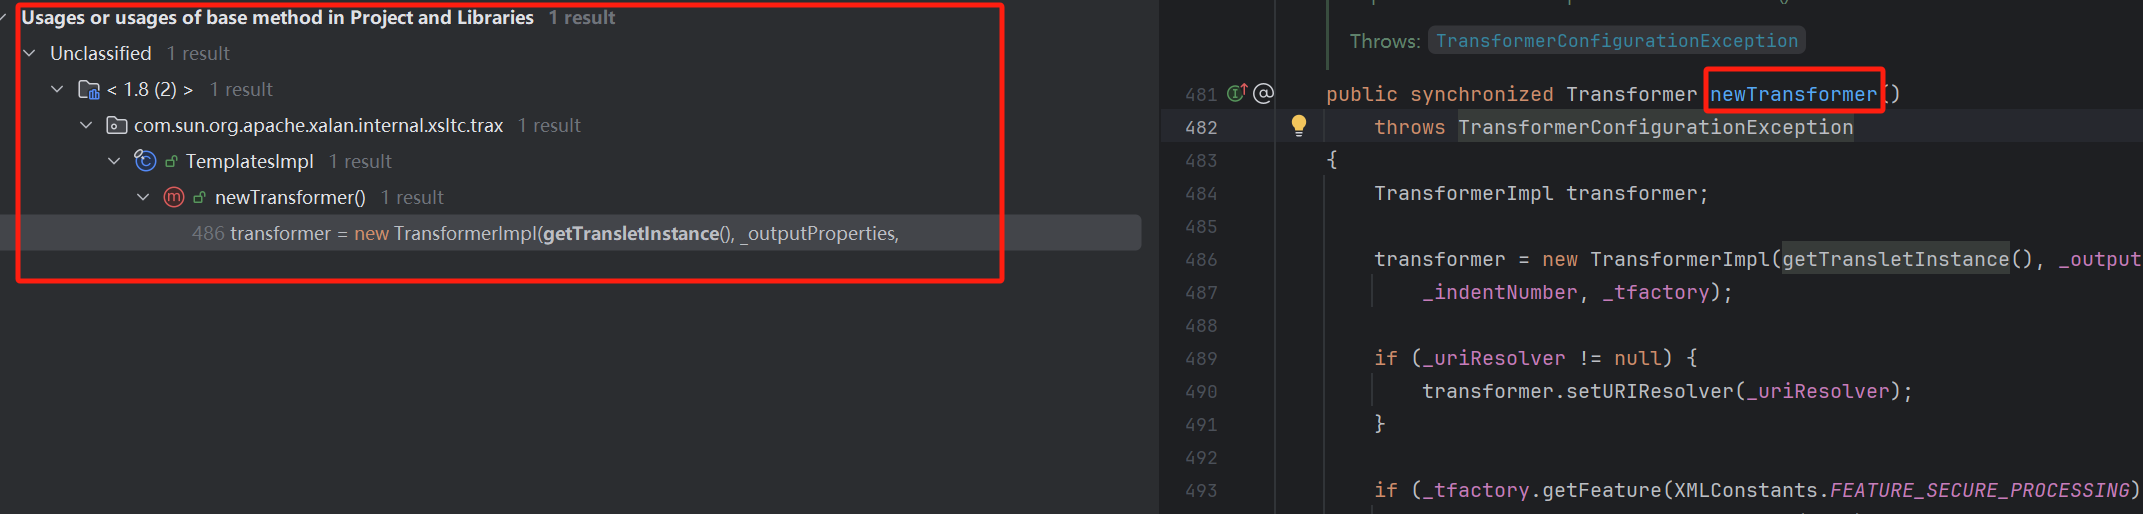 Usages or usages of base method in Project and Libraries 1 result
Unclassified 1 result
< 1.8 (2) > 1 result
com.sun.org.apache.xalan.internal.xsltc.trax 1 result
TemplatesImpl 1 result
newTransformer() 1 result
486 transformer = new TransformerImpl(getTransletInstance(), _outputProperties,
Throws: TransformerConfigurationException
481 public synchronized Transformer newTransformer()
482 throws TransformerConfigurationException
483 {
484 TransformerImpl transformer;
485
486 transformer = new TransformerImpl(getTransletInstance(), _output
487 _indentNumber, _tfactory);
488
489 if (_uriResolver != null) {
490 transformer.setURIResolver(_uriResolver);
491 }
492
493 if (_tfactory.getFeature(XMLConstants.FEATURE_SECURE_PROCESSING)